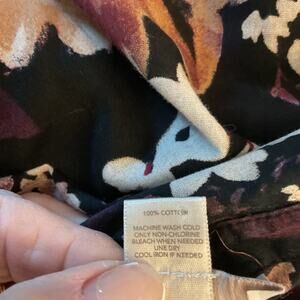 100% COTTON
MACHINE WASH COLD
ONLY NON-CHLORINE
BLEACH WHEN NEEDED
LINE DRY
COOL IRON IF NEEDED